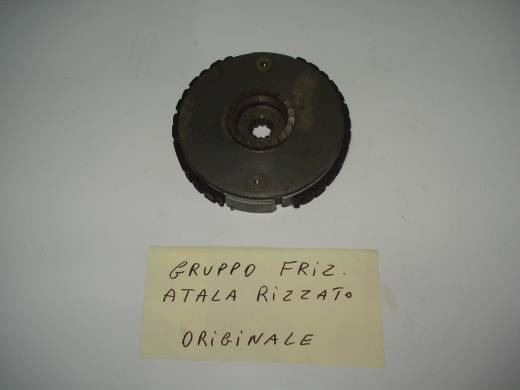 GRUPPO FRIZ.
ATALA RIZZATO
ORIGINALE